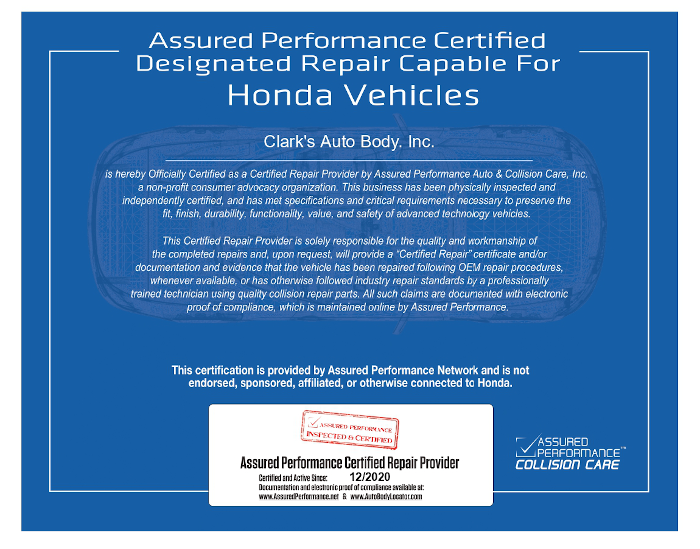 Assured Performance Certified
Designated Repair Capable For
Honda Vehicles
Clark's Auto Body, Inc.
is hereby Officially Certified as a Certified Repair Provider by Assured Performance Auto & Collision Care, Inc.
a non-profit consumer advocacy organization. This business has been physically inspected and
independently certified, and has met specifications and critical requirements necessary to preserve the
fit, finish, durability, functionality, value, and safety of advanced technology vehicles.
This Certified Repair Provider is solely responsible for the quality and workmanship of
the completed repairs and, upon request, will provide a "Certified Repair" certificate and/or
documentation and evidence that the vehicle has been repaired following OEM repair procedures,
whenever available, or has otherwise followed industry repair standards by a professionally
trained technician using quality collision repair parts. All such claims are documented with electronic
proof of compliance, which is maintained online by Assured Performance.
This certification is provided by Assured Performance Network and is not
endorsed, sponsored, affiliated, or otherwise connected to Honda.
ASSURED PERFORMANCE
INSPECTED & CERTIFIED
Assured Performance Certified Repair Provider
Certified and Active Since: 12/2020
Documentation and electronic proof of compliance available at:
www.AssuredPerformance.net & www.AutoBodyLocator.com
ASSURED
PERFORMANCE™
COLLISION CARE